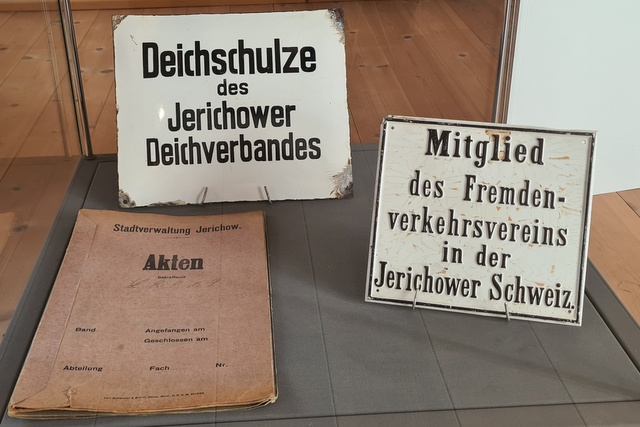 Deichschulze
des
Jerichower
Deichverbandes
Mitglied
des Fremden-
verkehrsvereins
in der
Jerichower Schweiz.
Stadtverwaltung Jerichow.
Akten
betreffend
Band
Angefangen am
Geschlossen am
Abteilung Fach Nr.